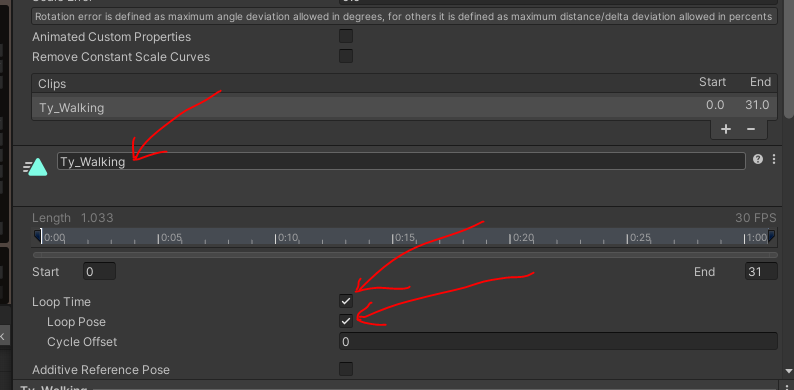 Rotation error is defined as maximum angle deviation allowed in degrees, for others it is defined as maximum distance/delta deviation allowed in percents
Animated Custom Properties
Remove Constant Scale Curves
Clips Start End
Ty_Walking 0.0 31.0
+ −
Ty_Walking
Length 1.033 30 FPS
0:00 0:05 0:10 0:15 0:20 0:25 1:00
Start 0 End 31
Loop Time
Loop Pose
Cycle Offset 0
Additive Reference Pose